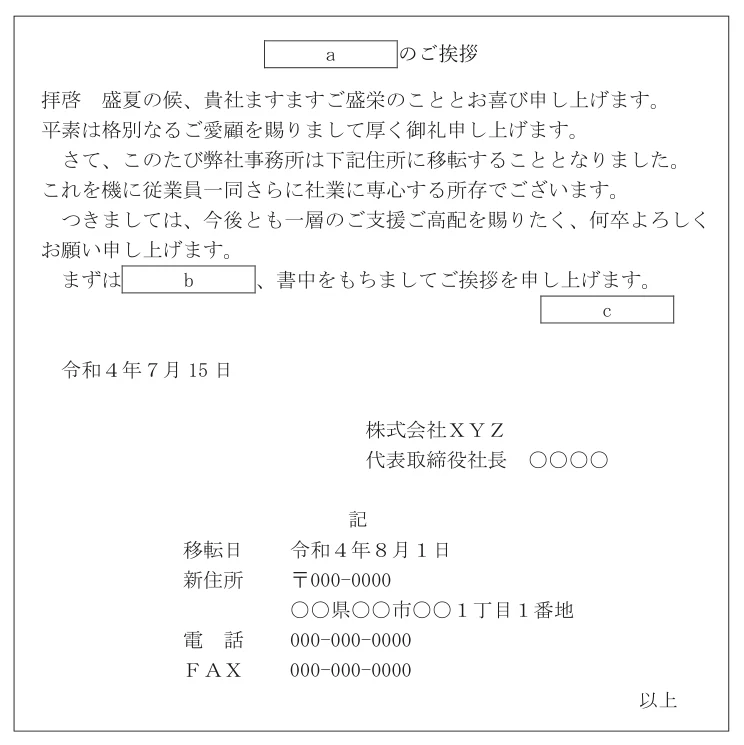 aのご挨拶
拝啓　盛夏の候、貴社ますますご盛栄のこととお喜び申し上げます。
平素は格別なるご愛顧を賜りまして厚く御礼申し上げます。
　さて、このたび弊社事務所は下記住所に移転することとなりました。
これを機に従業員一同さらに社業に専心する所存でございます。
　つきましては、今後とも一層のご支援ご高配を賜りたく、何卒よろしく
お願い申し上げます。
　まずはb、書中をもちましてご挨拶を申し上げます。
c
令和４年７月 15 日
株式会社ＸＹＺ
代表取締役社長　○○○○
記
移転日　　令和４年８月１日
新住所　　〒000-0000
○○県○○市○○１丁目１番地
電　話　　000-000-0000
ＦＡＸ　　000-000-0000
以上